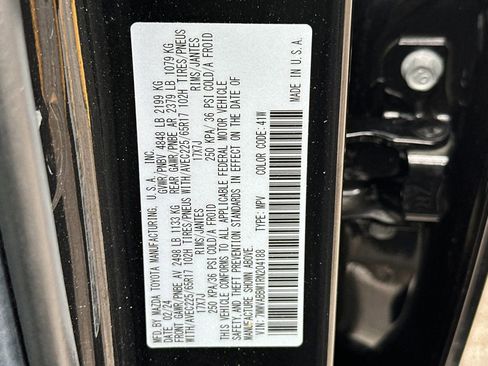 MFD. BY MAZDA TOYOTA MANUFACTURING, U.S.A. INC. MADE IN U.S.A.
DATE: 02/24 GVWR/PNBV 4848 LB 2199 KG
FRONT GAWR/PNBE AV 2498 LB 1133 KG REAR GAWR/PNBE AR 2379 LB 1079 KG
WITH/AVEC225/65R17 102H TIRES/PNEUS WITH/AVEC225/65R17 102H TIRES/PNEUS
17X7J RIMS/JANTES 17X7J RIMS/JANTES
250 KPA/36 PSI COLD/A FROID 250 KPA/36 PSI COLD/A FROID
THIS VEHICLE CONFORMS TO ALL APPLICABLE FEDERAL MOTOR VEHICLE
SAFETY AND THEFT PREVENTION STANDARDS IN EFFECT ON THE DATE OF
MANUFACTURE SHOWN ABOVE.
VIN: 7MMVABBM1RN204188 TYPE: MPV COLOR CODE: 41W